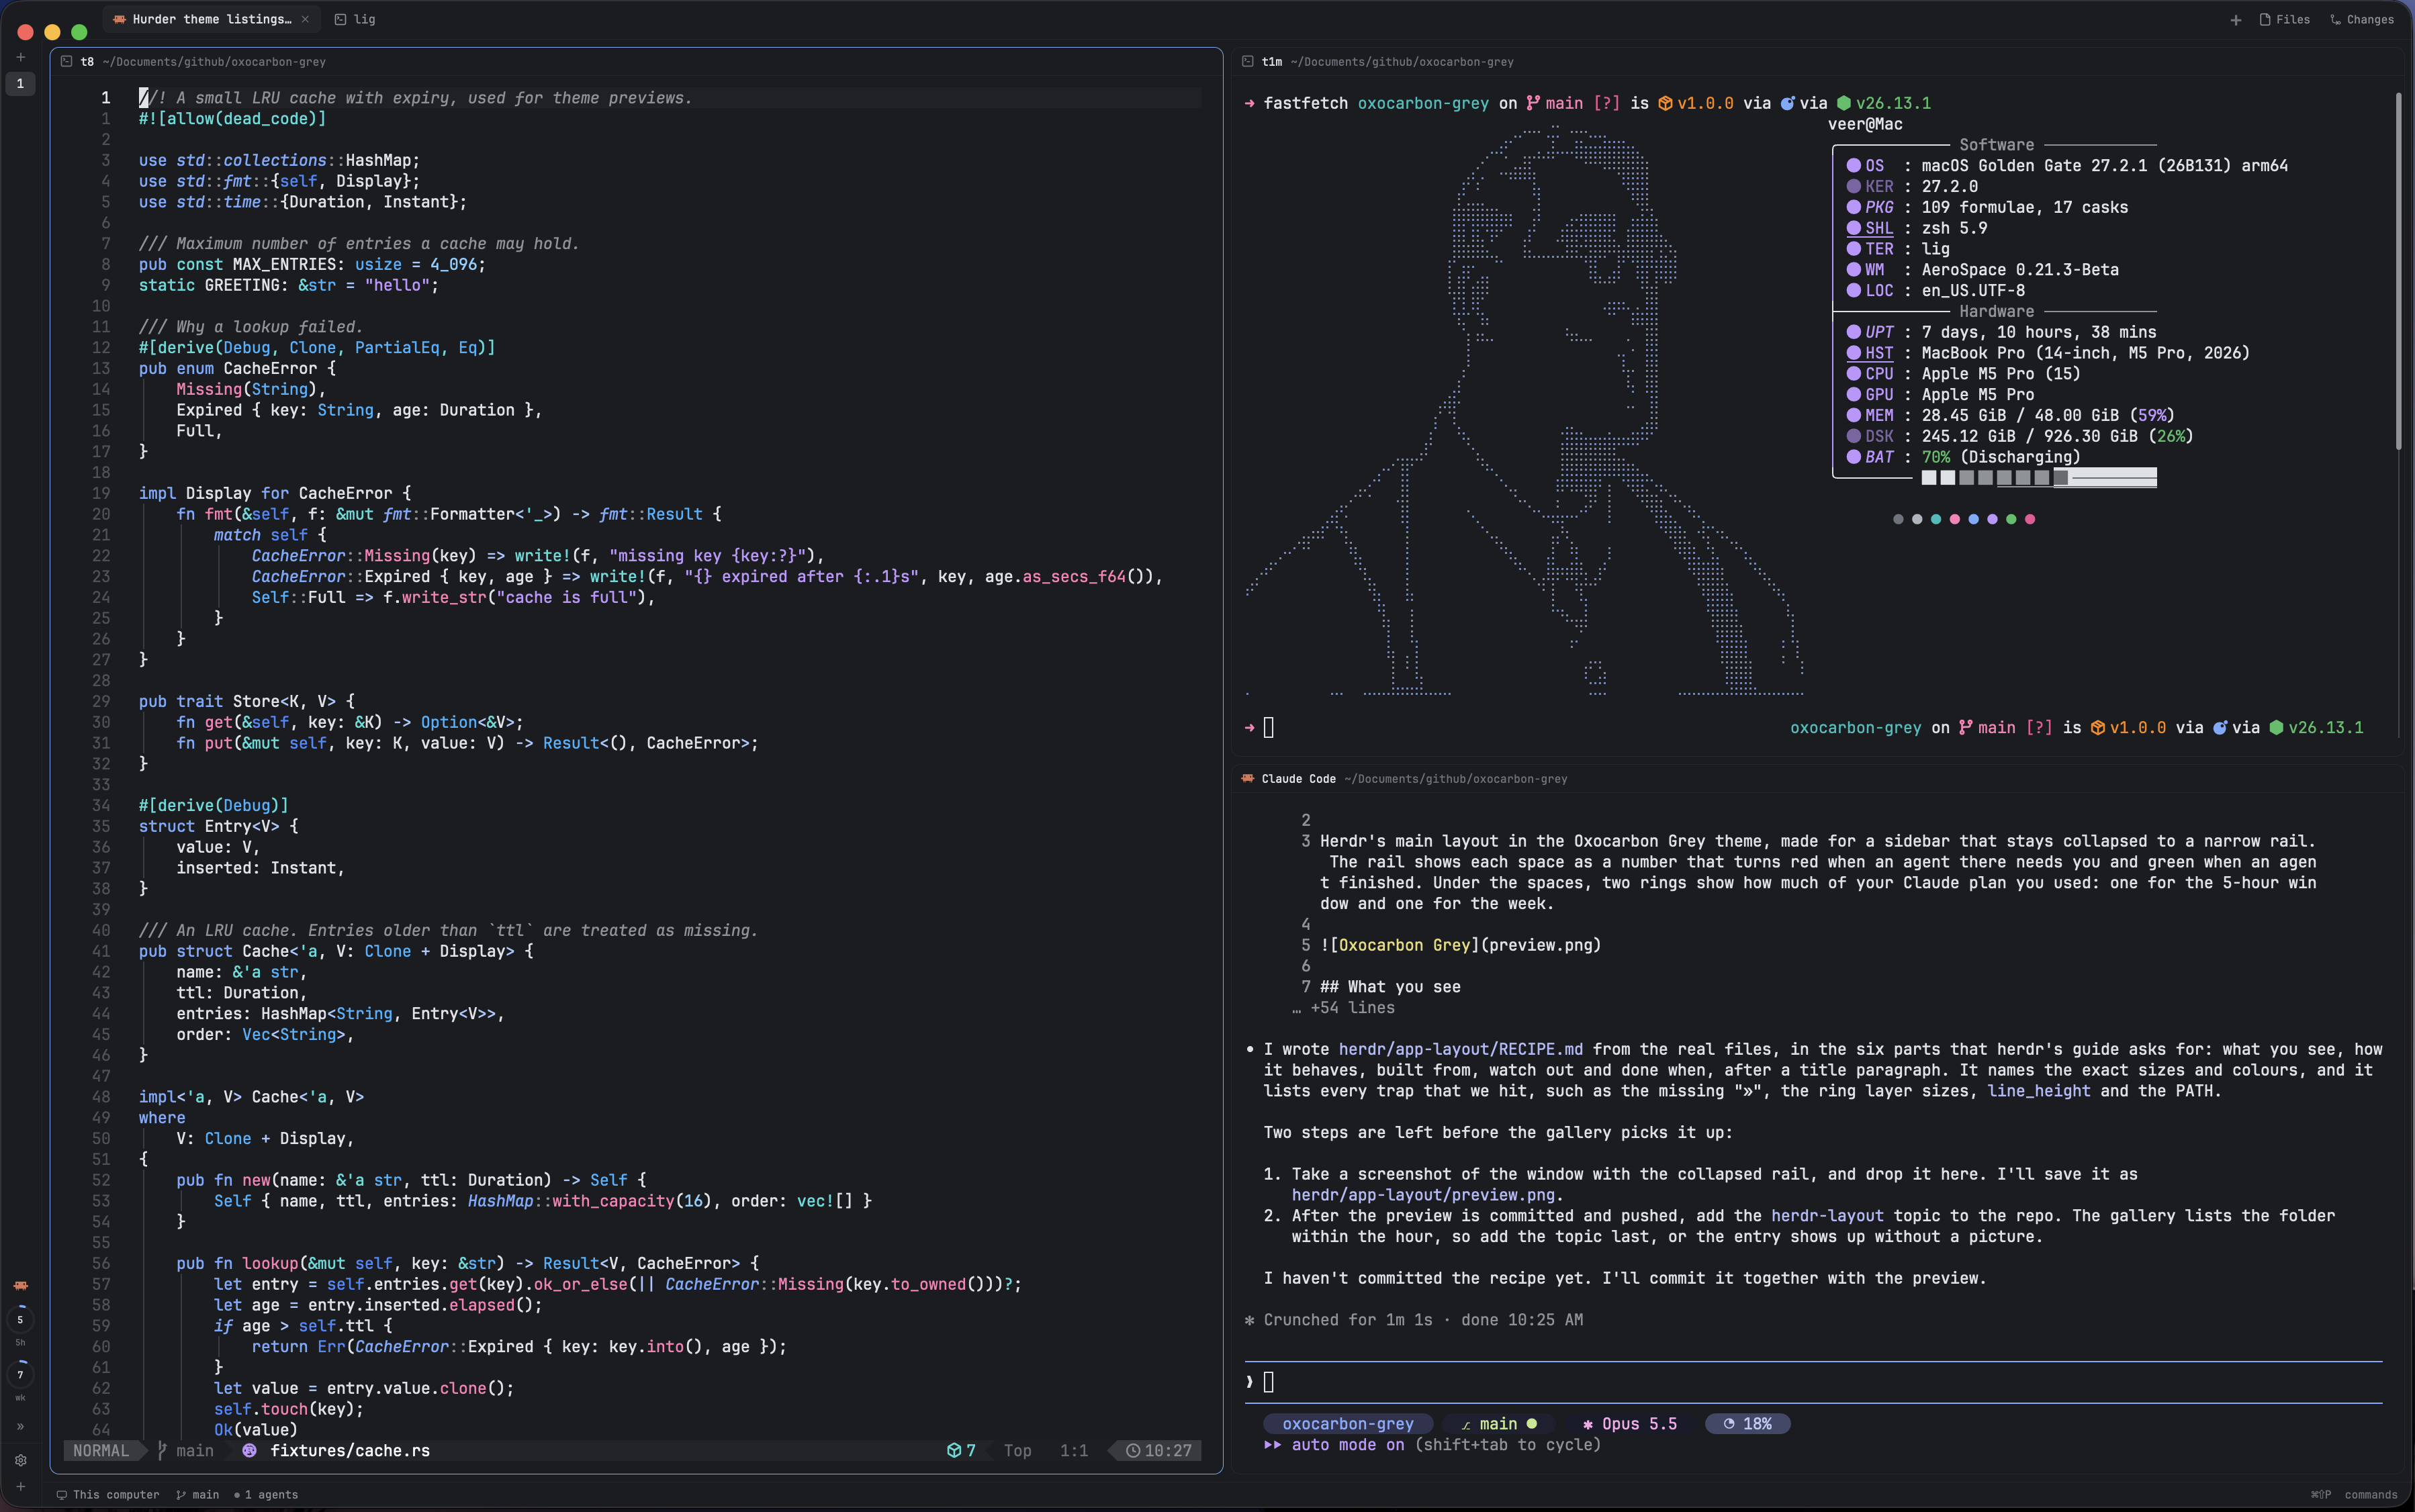 Hurder theme listings… ×
lig
+ Files Changes
+
1
t8 ~/Documents/github/oxocarbon-grey
1 //! A small LRU cache with expiry, used for theme previews.
1 #![allow(dead_code)]
2
3 use std::collections::HashMap;
4 use std::fmt::{self, Display};
5 use std::time::{Duration, Instant};
6
7 /// Maximum number of entries a cache may hold.
8 pub const MAX_ENTRIES: usize = 4_096;
9 static GREETING: &str = "hello";
10
11 /// Why a lookup failed.
12 #[derive(Debug, Clone, PartialEq, Eq)]
13 pub enum CacheError {
14 Missing(String),
15 Expired { key: String, age: Duration },
16 Full,
17 }
18
19 impl Display for CacheError {
20 fn fmt(&self, f: &mut fmt::Formatter<'_>) -> fmt::Result {
21 match self {
22 CacheError::Missing(key) => write!(f, "missing key {key:?}"),
23 CacheError::Expired { key, age } => write!(f, "{} expired after {:.1}s", key, age.as_secs_f64()),
24 Self::Full => f.write_str("cache is full"),
25 }
26 }
27 }
28
29 pub trait Store<K, V> {
30 fn get(&self, key: &K) -> Option<&V>;
31 fn put(&mut self, key: K, value: V) -> Result<(), CacheError>;
32 }
33
34 #[derive(Debug)]
35 struct Entry<V> {
36 value: V,
37 inserted: Instant,
38 }
39
40 /// An LRU cache. Entries older than `ttl` are treated as missing.
41 pub struct Cache<'a, V: Clone + Display> {
42 name: &'a str,
43 ttl: Duration,
44 entries: HashMap<String, Entry<V>>,
45 order: Vec<String>,
46 }
47
48 impl<'a, V> Cache<'a, V>
49 where
50 V: Clone + Display,
51 {
52 pub fn new(name: &'a str, ttl: Duration) -> Self {
53 Self { name, ttl, entries: HashMap::with_capacity(16), order: vec![] }
54 }
55
56 pub fn lookup(&mut self, key: &str) -> Result<V, CacheError> {
57 let entry = self.entries.get(key).ok_or_else(|| CacheError::Missing(key.to_owned()))?;
58 let age = entry.inserted.elapsed();
59 if age > self.ttl {
60 return Err(CacheError::Expired { key: key.into(), age });
61 }
62 let value = entry.value.clone();
63 self.touch(key);
64 Ok(value)
NORMAL main fixtures/cache.rs 7 Top 1:1 10:27
t1m ~/Documents/github/oxocarbon-grey
➜ fastfetch oxocarbon-grey on main [?] is v1.0.0 via via v26.13.1
veer@Mac
Software
OS : macOS Golden Gate 27.2.1 (26B131) arm64
KER : 27.2.0
PKG : 109 formulae, 17 casks
SHL : zsh 5.9
TER : lig
WM : AeroSpace 0.21.3-Beta
LOC : en_US.UTF-8
Hardware
UPT : 7 days, 10 hours, 38 mins
HST : MacBook Pro (14-inch, M5 Pro, 2026)
CPU : Apple M5 Pro (15)
GPU : Apple M5 Pro
MEM : 28.45 GiB / 48.00 GiB (59%)
DSK : 245.12 GiB / 926.30 GiB (26%)
BAT : 70% (Discharging)
➜ oxocarbon-grey on main [?] is v1.0.0 via via v26.13.1
Claude Code ~/Documents/github/oxocarbon-grey
2
3 Herdr's main layout in the Oxocarbon Grey theme, made for a sidebar that stays collapsed to a narrow rail.
The rail shows each space as a number that turns red when an agent there needs you and green when an agen
t finished. Under the spaces, two rings show how much of your Claude plan you used: one for the 5-hour win
dow and one for the week.
4
5 ![Oxocarbon Grey](preview.png)
6
7 ## What you see
… +54 lines
● I wrote herdr/app-layout/RECIPE.md from the real files, in the six parts that herdr's guide asks for: what you see, how
it behaves, built from, watch out and done when, after a title paragraph. It names the exact sizes and colours, and it
lists every trap that we hit, such as the missing "»", the ring layer sizes, line_height and the PATH.
Two steps are left before the gallery picks it up:
1. Take a screenshot of the window with the collapsed rail, and drop it here. I'll save it as
herdr/app-layout/preview.png.
2. After the preview is committed and pushed, add the herdr-layout topic to the repo. The gallery lists the folder
within the hour, so add the topic last, or the entry shows up without a picture.
I haven't committed the recipe yet. I'll commit it together with the preview.
✻ Crunched for 1m 1s · done 10:25 AM
❯
oxocarbon-grey main ● ✱ Opus 5.5 18%
▶▶ auto mode on (shift+tab to cycle)
5
5h
7
wk
»
+
This computer main ● 1 agents
⌘⇧P commands